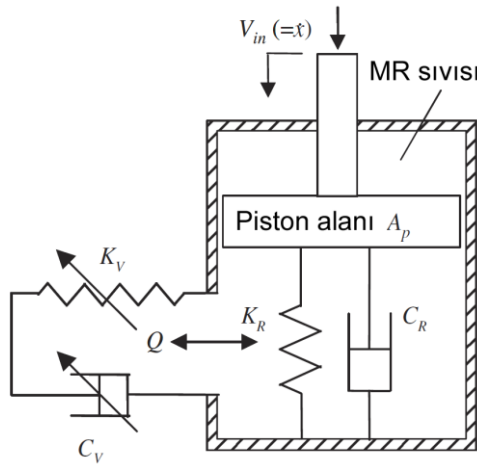 V_in (=ẋ)
MR sıvısı
Piston alanı A_p
K_V
K_R
C_R
Q
C_V